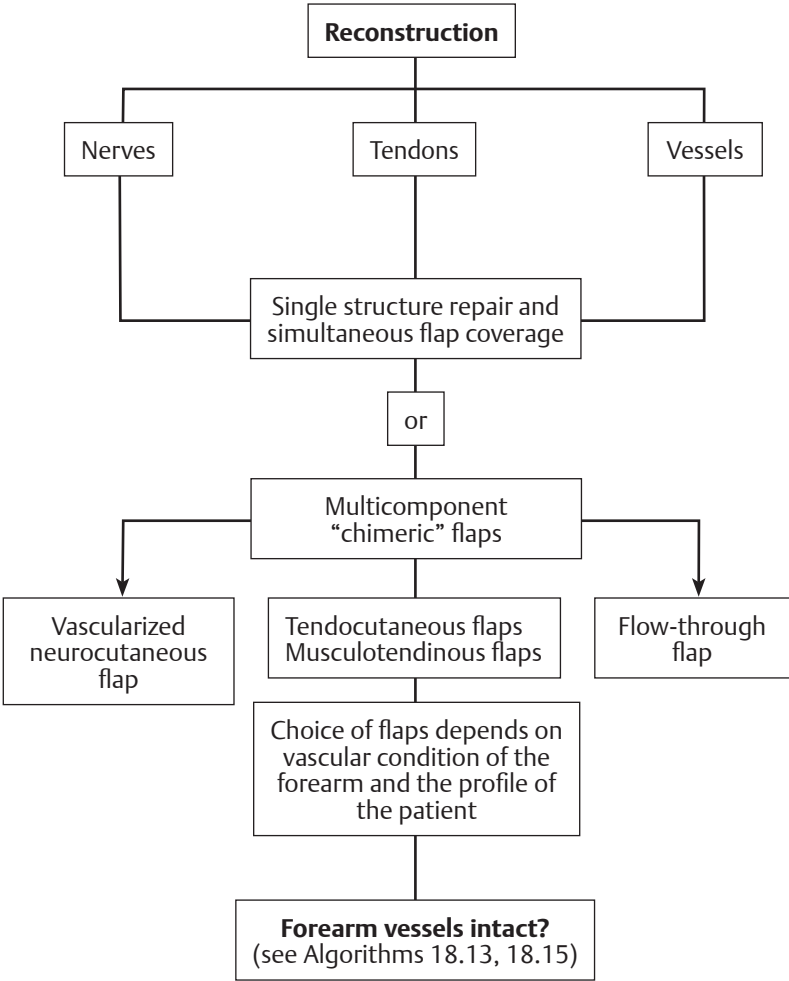 Reconstruction
Nerves
Tendons
Vessels
Single structure repair and
simultaneous flap coverage
or
Multicomponent
“chimeric” flaps
Vascularized
neurocutaneous
flap
Tendocutaneous flaps
Musculotendinous flaps
Flow-through
flap
Choice of flaps depends on
vascular condition of the
forearm and the profile of
the patient
Forearm vessels intact?
(see Algorithms 18.13, 18.15)